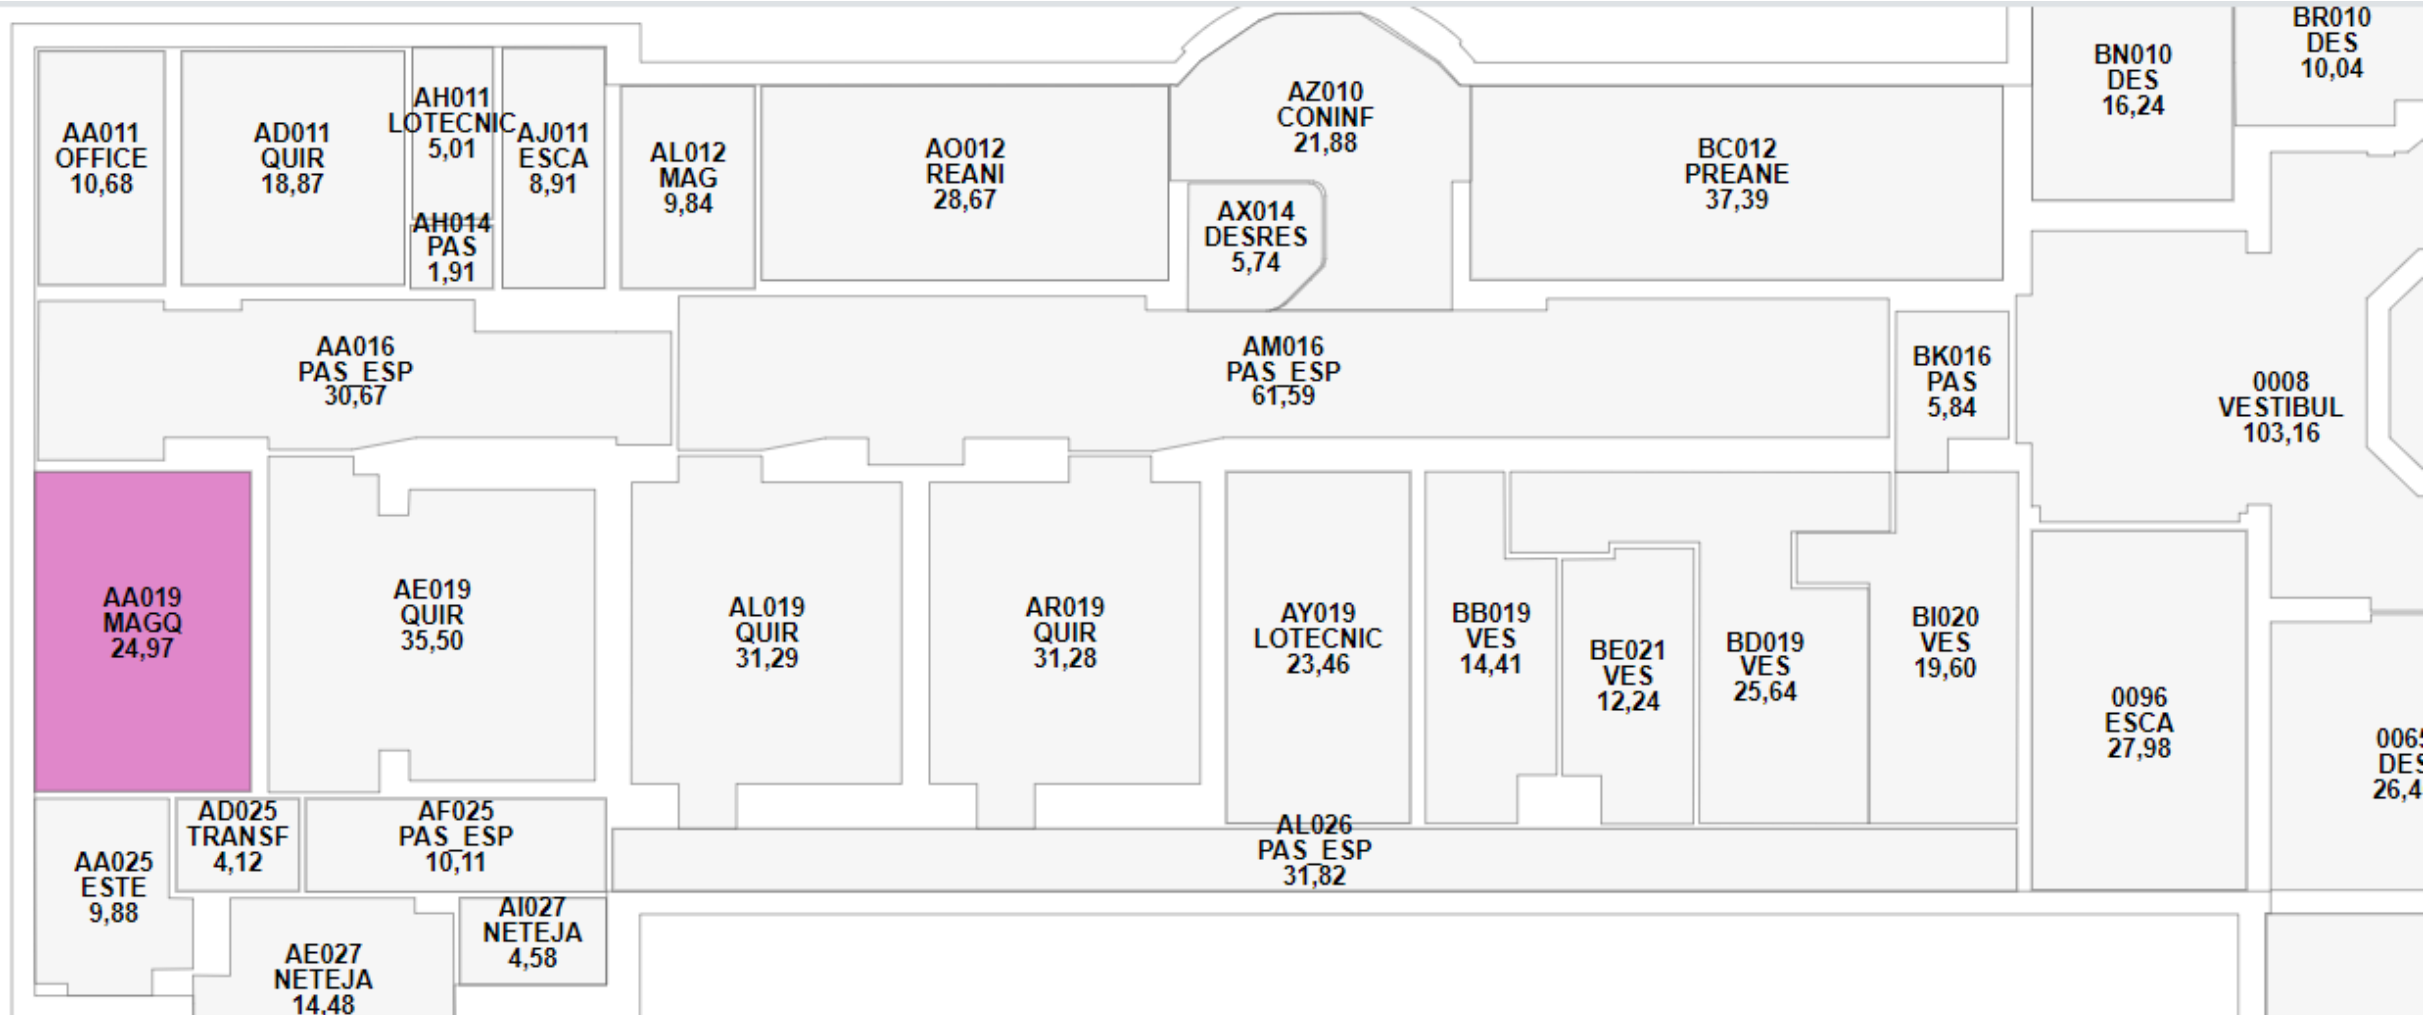 AA011
OFFICE
10,68
AD011
QUIR
18,87
AH011
LOTECNIC
5,01
AH014
PAS
1,91
AJ011
ESCA
8,91
AL012
MAG
9,84
AO012
REANI
28,67
AZ010
CONINF
21,88
AX014
DESRES
5,74
BC012
PREANE
37,39
BN010
DES
16,24
BR010
DES
10,04
AA016
PAS_ESP
30,67
AM016
PAS_ESP
61,59
BK016
PAS
5,84
0008
VESTIBUL
103,16
AA019
MAGQ
24,97
AE019
QUIR
35,50
AL019
QUIR
31,29
AR019
QUIR
31,28
AY019
LOTECNIC
23,46
BB019
VES
14,41
BE021
VES
12,24
BD019
VES
25,64
BI020
VES
19,60
0096
ESCA
27,98
0065
DES
26,4
AA025
ESTE
9,88
AD025
TRANSF
4,12
AF025
PAS_ESP
10,11
AL026
PAS_ESP
31,82
AE027
NETEJA
14,48
AI027
NETEJA
4,58